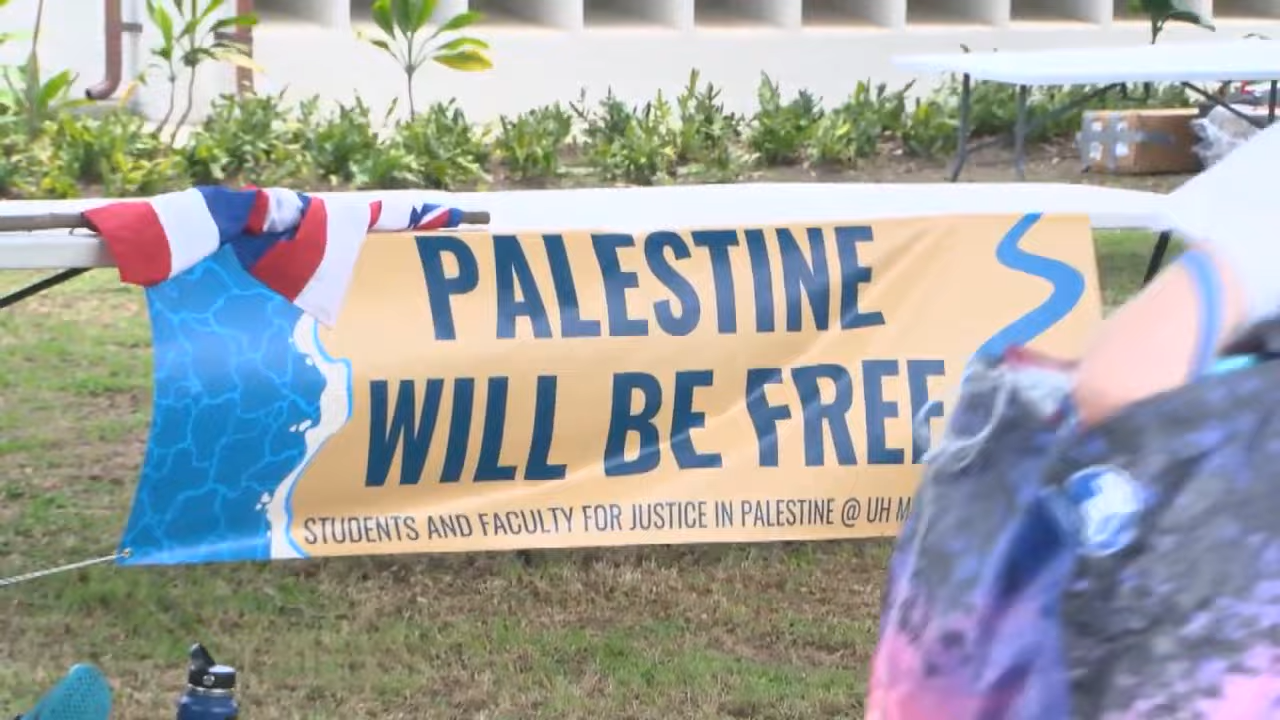 PALESTINE
WILL BE FREE
STUDENTS AND FACULTY FOR JUSTICE IN PALESTINE @ UH